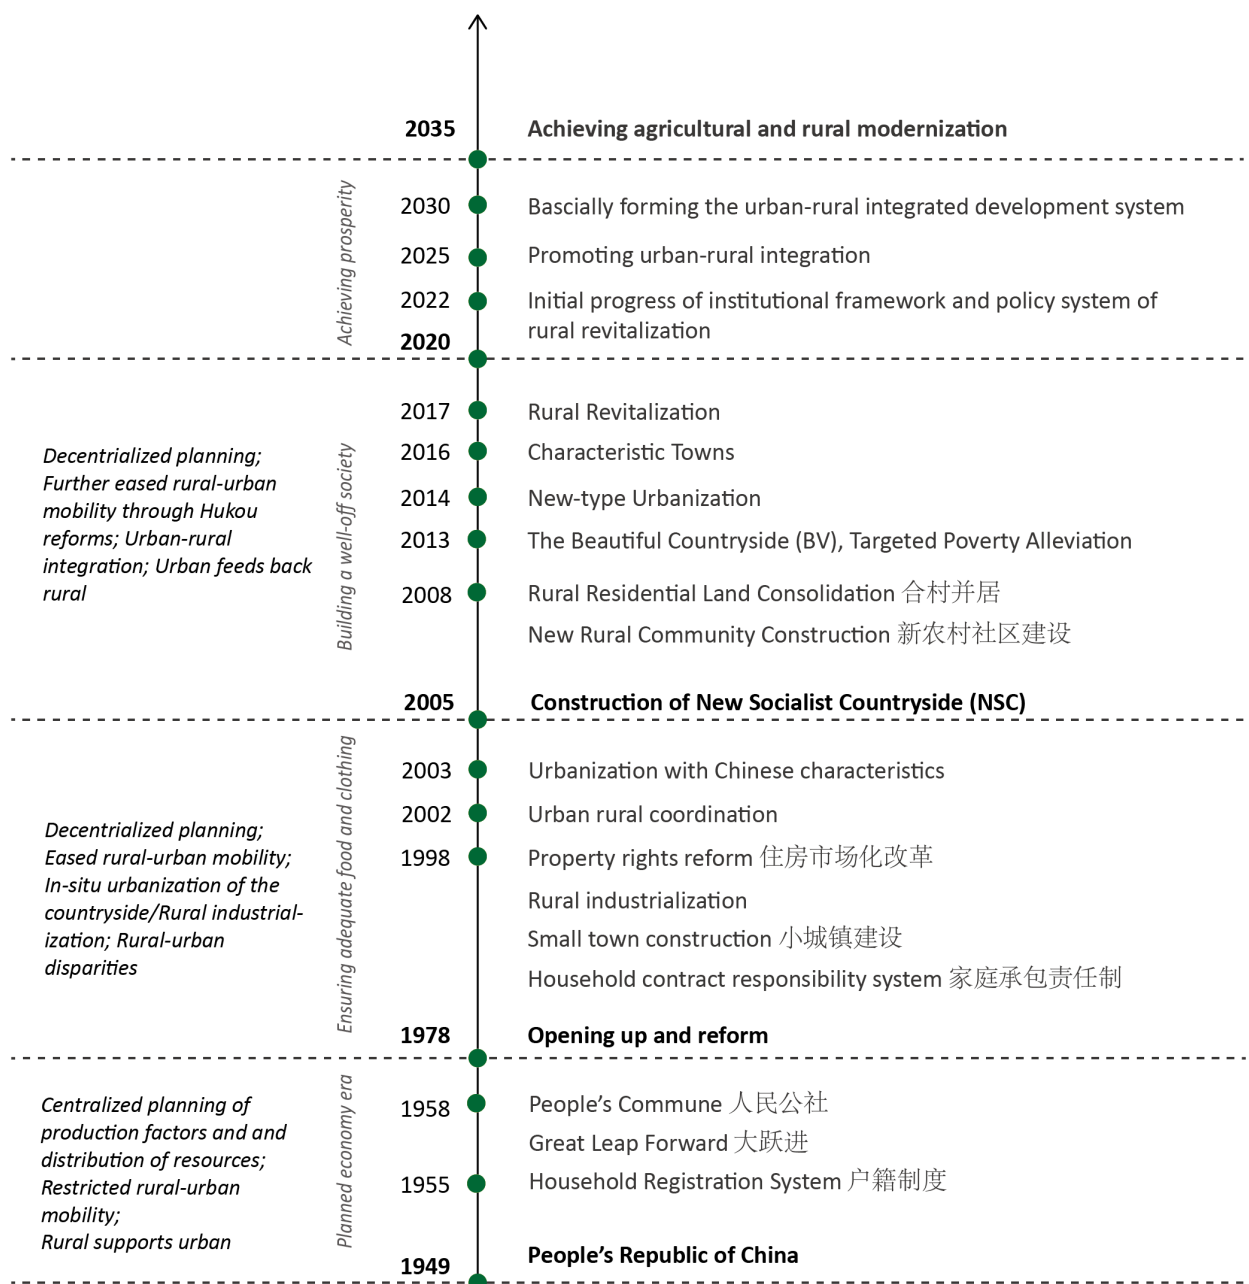 2035 Achieving agricultural and rural modernization
Achieving prosperity
2030 Bascially forming the urban-rural integrated development system
2025 Promoting urban-rural integration
2022 Initial progress of institutional framework and policy system of
rural revitalization
2020
Decentrialized planning;
Further eased rural-urban
mobility through Hukou
reforms; Urban-rural
integration; Urban feeds back
rural
Building a well-off society
2017 Rural Revitalization
2016 Characteristic Towns
2014 New-type Urbanization
2013 The Beautiful Countryside (BV), Targeted Poverty Alleviation
2008 Rural Residential Land Consolidation 合村并居
New Rural Community Construction 新农村社区建设
2005 Construction of New Socialist Countryside (NSC)
Decentrialized planning;
Eased rural-urban mobility;
In-situ urbanization of the
countryside/Rural industrial-
ization; Rural-urban
disparities
Ensuring adequate food and clothing
2003 Urbanization with Chinese characteristics
2002 Urban rural coordination
1998 Property rights reform 住房市场化改革
Rural industrialization
Small town construction 小城镇建设
Household contract responsibility system 家庭承包责任制
1978 Opening up and reform
Centralized planning of
production factors and and
distribution of resources;
Restricted rural-urban
mobility;
Rural supports urban
Planned economy era
1958 People’s Commune 人民公社
Great Leap Forward 大跃进
1955 Household Registration System 户籍制度
1949 People’s Republic of China